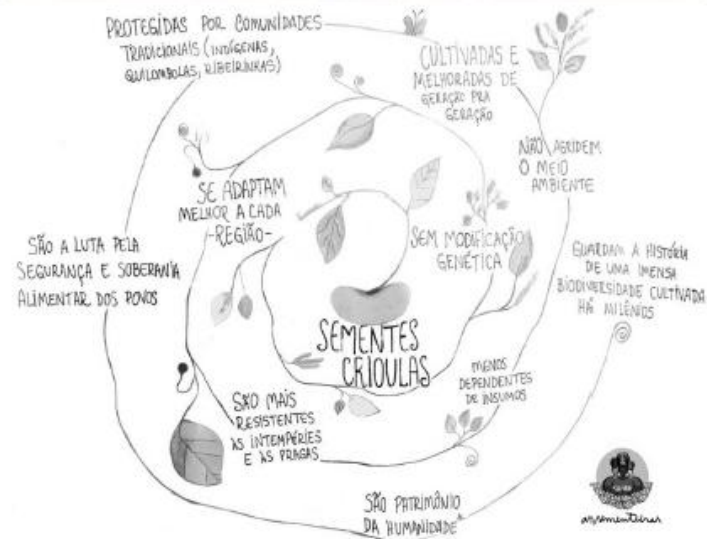 PROTEGIDAS POR COMUNIDADES
TRADICIONAIS (INDÍGENAS,
QUILOMBOLAS, RIBEIRINHAS)
CULTIVADAS E
MELHORADAS DE
GERAÇÃO PRA
GERAÇÃO
NÃO AGRIDEM
O MEIO
AMBIENTE
SE ADAPTAM
MELHOR A CADA
-REGIÃO-
SEM MODIFICAÇÃO
GENÉTICA
SÃO A LUTA PELA
SEGURANÇA E SOBERANIA
ALIMENTAR DOS POVOS
GUARDAM A HISTÓRIA
DE UMA IMENSA
BIODIVERSIDADE CULTIVADA
HÁ MILÊNIOS
SEMENTES
CRIOULAS
MENOS
DEPENDENTES
DE INSUMOS
SÃO MAIS
RESISTENTES
ÀS INTEMPÉRIES
E ÀS PRAGAS
SÃO PATRIMÔNIO
DA HUMANIDADE
assementeiras